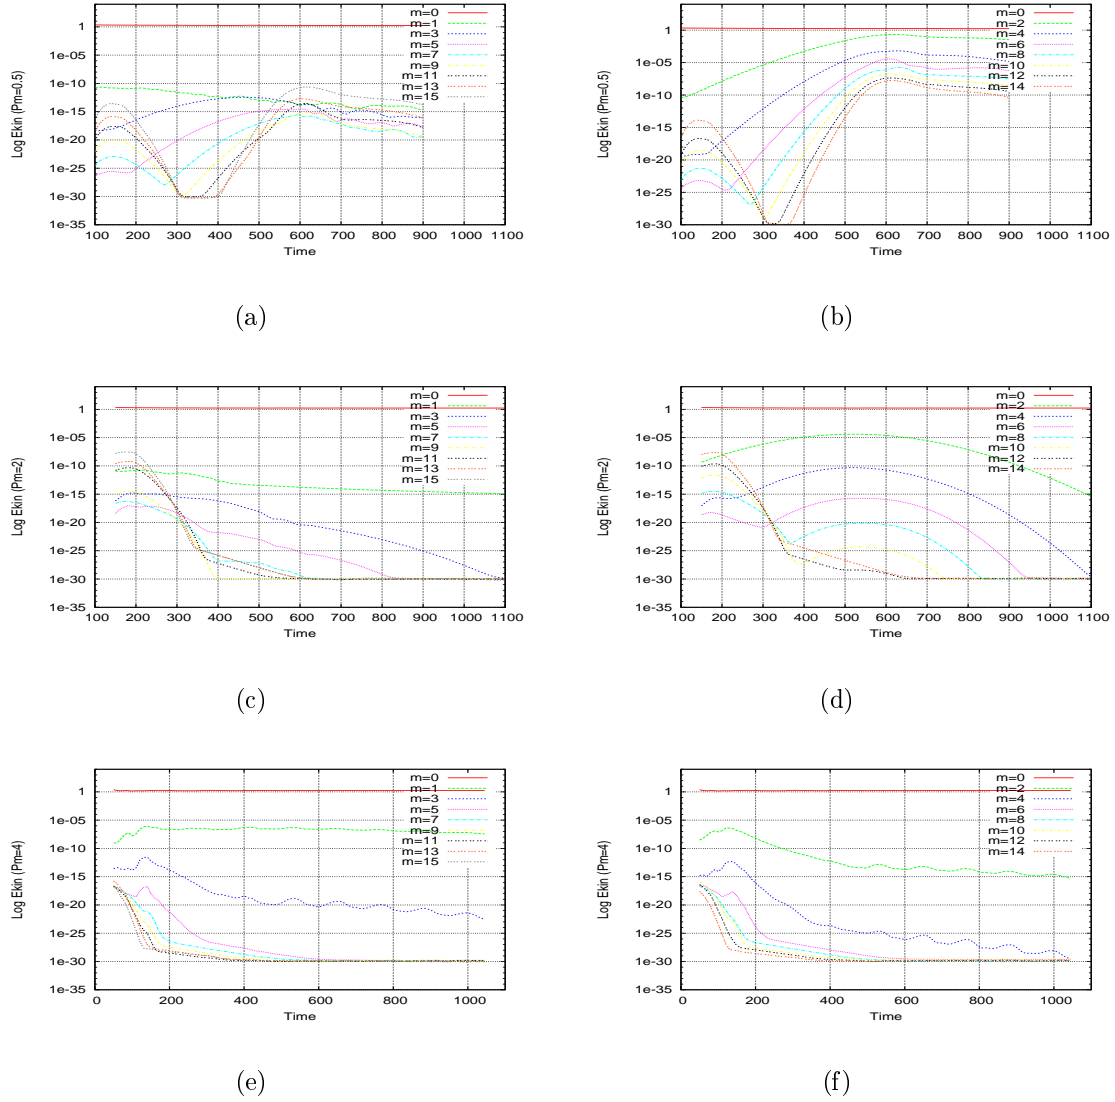 Log Ekin (Pm=0.5)
1
1e-05
1e-10
1e-15
1e-20
1e-25
1e-30
1e-35
m=0
m=1
m=3
m=5
m=7
m=9
m=11
m=13
m=15
100 200 300 400 500 600 700 800 900 1000 1100
Time
(a)
Log Ekin (Pm=0.5)
1
1e-05
1e-10
1e-15
1e-20
1e-25
1e-30
m=0
m=2
m=4
m=6
m=8
m=10
m=12
m=14
100 200 300 400 500 600 700 800 900 1000 1100
Time
(b)
Log Ekin (Pm=2)
1
1e-05
1e-10
1e-15
1e-20
1e-25
1e-30
1e-35
m=0
m=1
m=3
m=5
m=7
m=9
m=11
m=13
m=15
100 200 300 400 500 600 700 800 900 1000 1100
Time
(c)
Log Ekin (Pm=2)
1
1e-05
1e-10
1e-15
1e-20
1e-25
1e-30
1e-35
m=0
m=2
m=4
m=6
m=8
m=10
m=12
m=14
100 200 300 400 500 600 700 800 900 1000 1100
Time
(d)
Log Ekin (Pm=4)
1
1e-05
1e-10
1e-15
1e-20
1e-25
1e-30
1e-35
m=0
m=1
m=3
m=5
m=7
m=9
m=11
m=13
m=15
0 200 400 600 800 1000
Time
(e)
Log Ekin (Pm=4)
1
1e-05
1e-10
1e-15
1e-20
1e-25
1e-30
1e-35
m=0
m=2
m=4
m=6
m=8
m=10
m=12
m=14
0 200 400 600 800 1000
Time
(f)